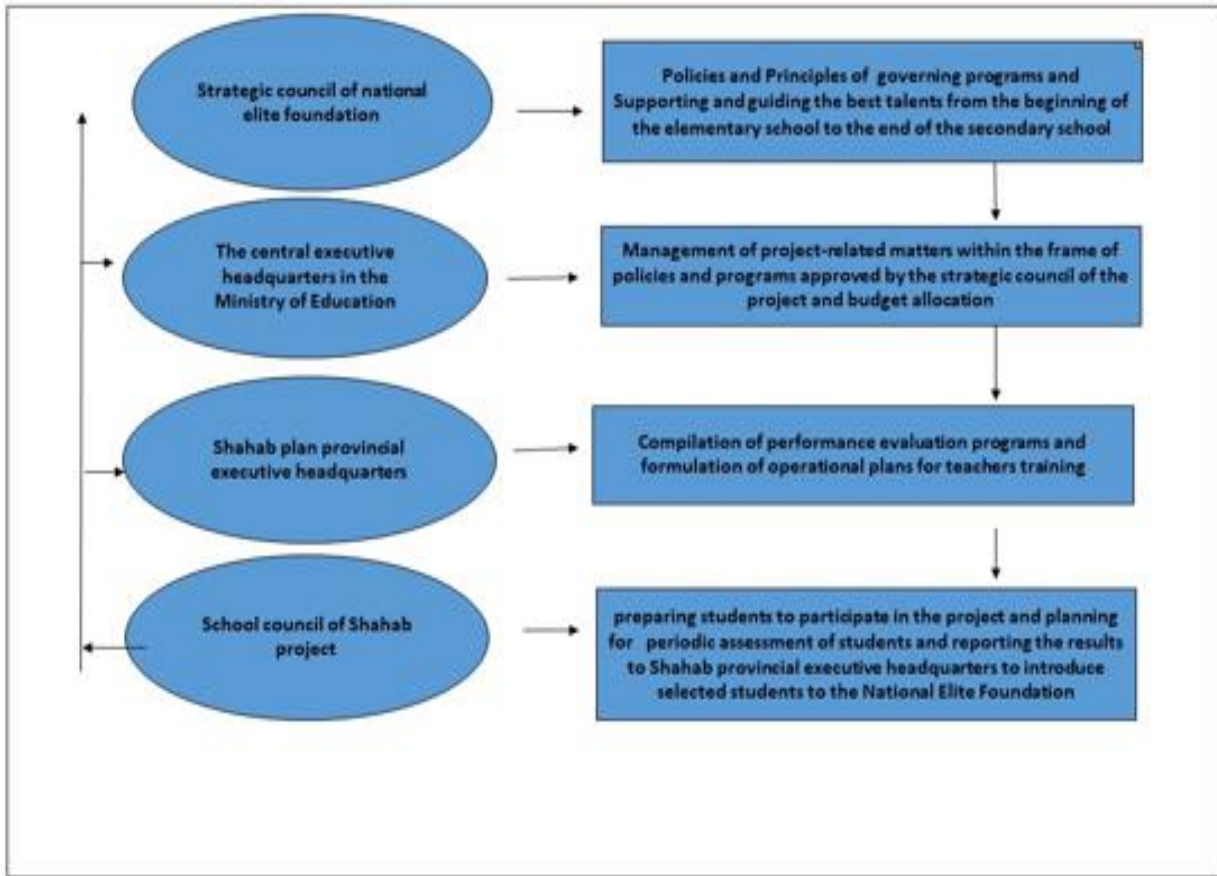 Strategic council of national
elite foundation
Policies and Principles of governing programs and
Supporting and guiding the best talents from the beginning of
the elementary school to the end of the secondary school
The central executive
headquarters in the
Ministry of Education
Management of project-related matters within the frame of
policies and programs approved by the strategic council of the
project and budget allocation
Shahab plan provincial
executive headquarters
Compilation of performance evaluation programs and
formulation of operational plans for teachers training
School council of Shahab
project
preparing students to participate in the project and planning
for periodic assessment of students and reporting the results
to Shahab provincial executive headquarters to introduce
selected students to the National Elite Foundation